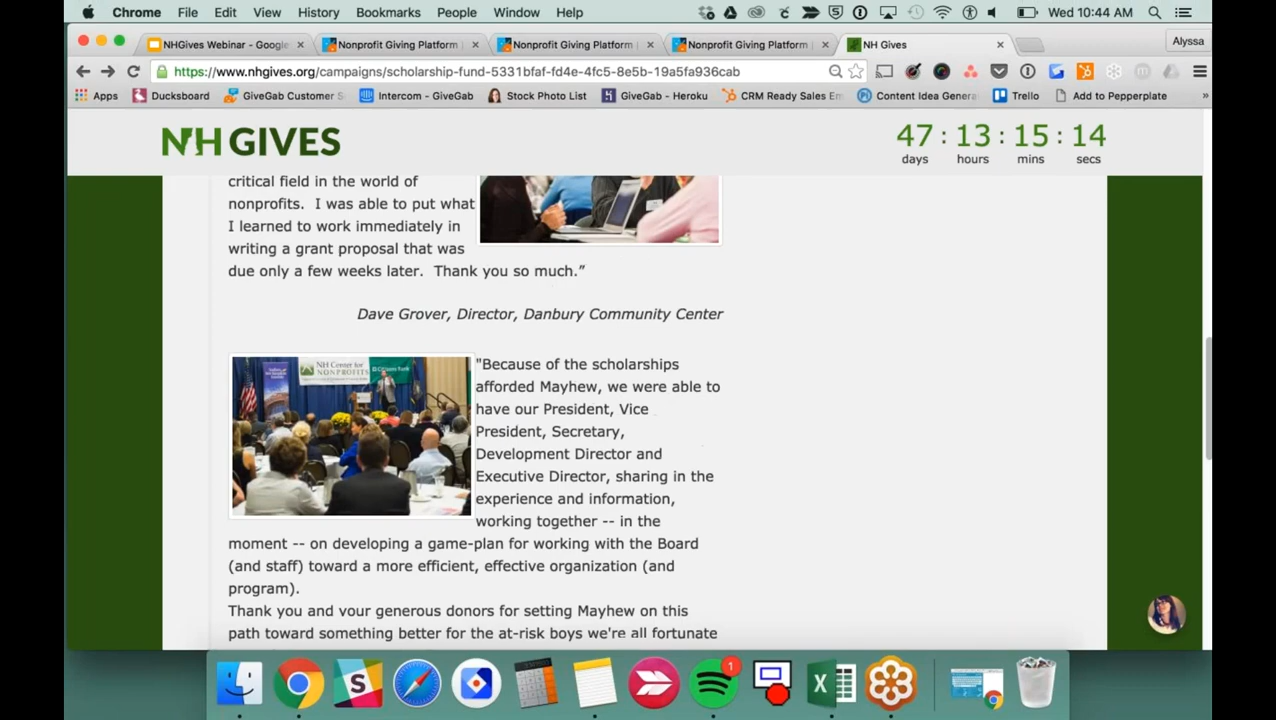 Chrome File Edit View History Bookmarks People Window Help Wed 10:44 AM
NHGives Webinar - Google Nonprofit Giving Platform Nonprofit Giving Platform Nonprofit Giving Platform NH Gives Alyssa
https://www.nhgives.org/campaigns/scholarship-fund-5331bfaf-fd4e-4fc5-8e5b-19a5fa936cab
Apps Ducksboard GiveGab Customer S Intercom - GiveGab Stock Photo List GiveGab - Heroku CRM Ready Sales Em Content Idea Genera Trello Add to Pepperplate »
NH GIVES
47 : 13 : 15 : 14
days hours mins secs
critical field in the world of
nonprofits. I was able to put what
I learned to work immediately in
writing a grant proposal that was
due only a few weeks later. Thank you so much.”
Dave Grover, Director, Danbury Community Center
NH Center for
NONPROFITS
Citizens Bank
"Because of the scholarships
afforded Mayhew, we were able to
have our President, Vice
President, Secretary,
Development Director and
Executive Director, sharing in the
experience and information,
working together -- in the
moment -- on developing a game-plan for working with the Board
(and staff) toward a more efficient, effective organization (and
program).
Thank you and your generous donors for setting Mayhew on this
path toward something better for the at-risk boys we're all fortunate
1